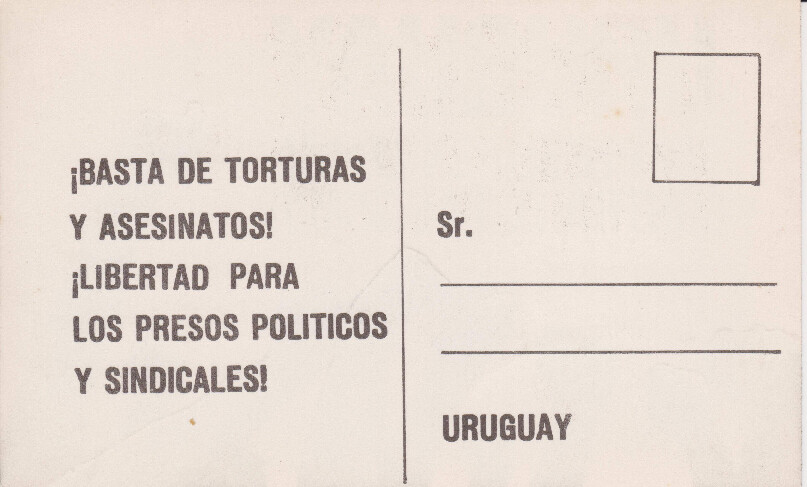 ¡BASTA DE TORTURAS
Y ASESINATOS!
¡LIBERTAD PARA
LOS PRESOS POLITICOS
Y SINDICALES!
Sr.
URUGUAY